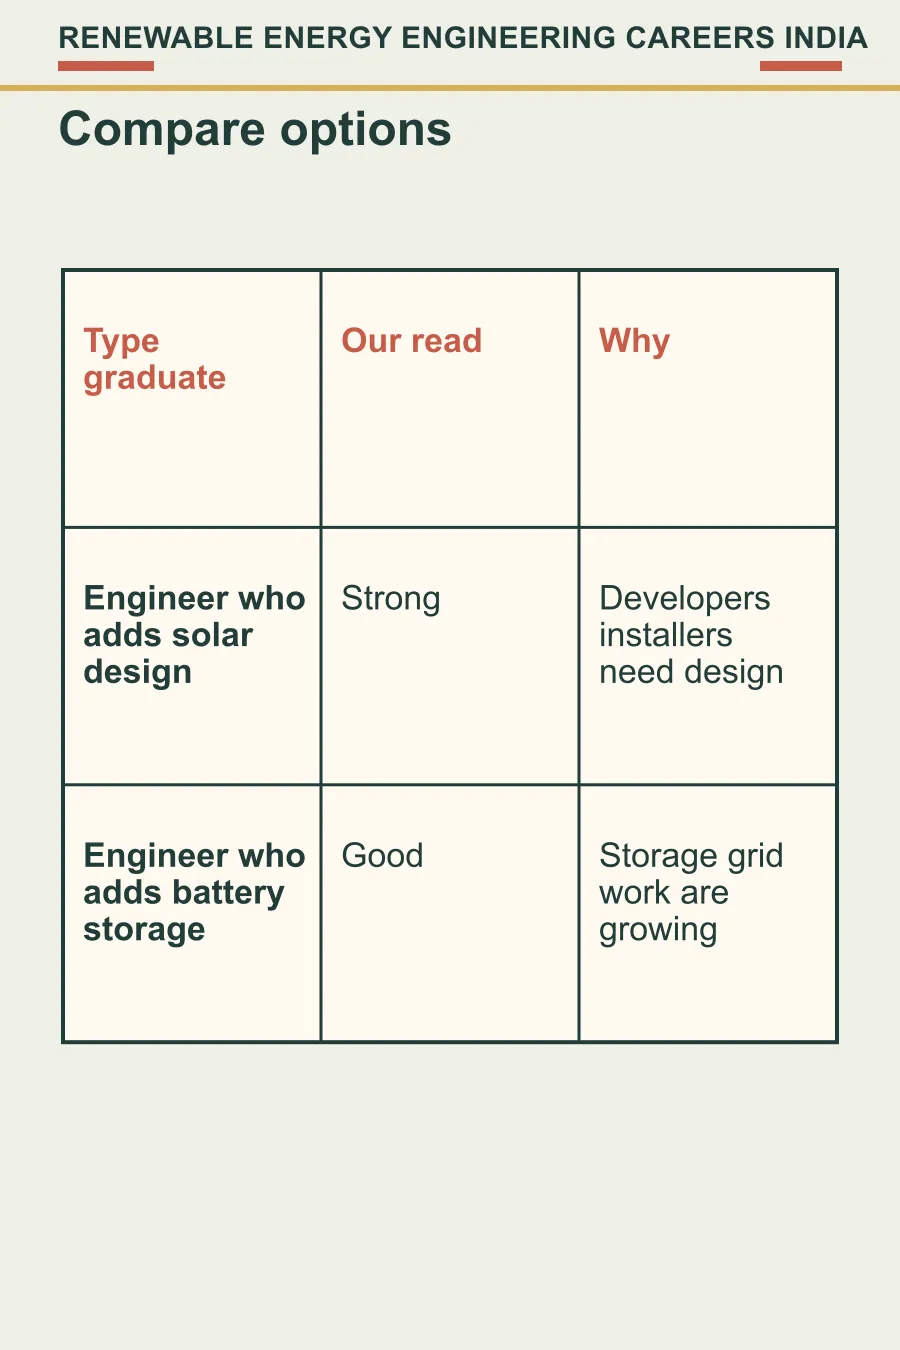 RENEWABLE ENERGY ENGINEERING CAREERS INDIA
Compare options
Type
graduate
Our read
Why
Engineer who
adds solar
design
Strong
Developers
installers
need design
Engineer who
adds battery
storage
Good
Storage grid
work are
growing